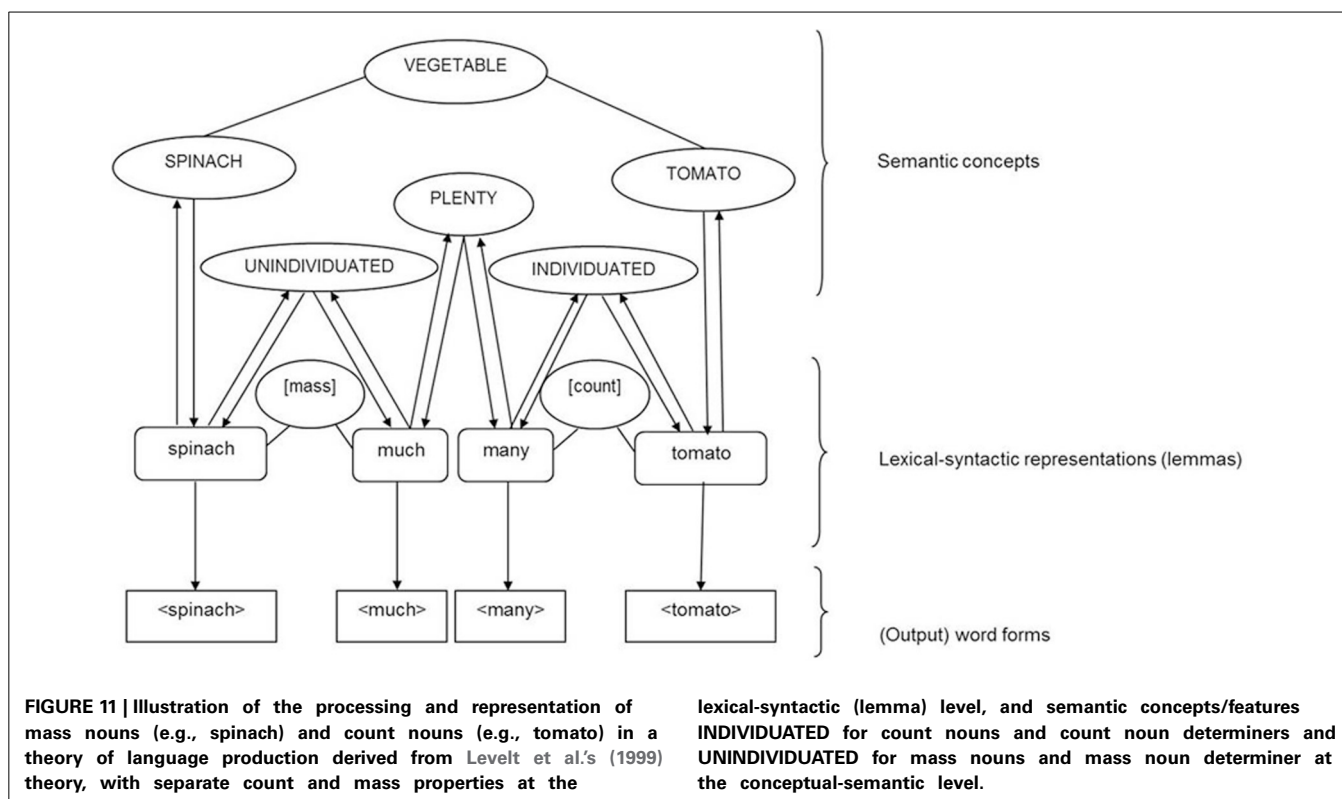 VEGETABLE
SPINACH
TOMATO
Semantic concepts
PLENTY
UNINDIVIDUATED
INDIVIDUATED
[mass]
[count]
spinach
much
many
tomato
Lexical-syntactic representations (lemmas)
<spinach>
<much>
<many>
<tomato>
(Output) word forms
FIGURE 11 | Illustration of the processing and representation of
mass nouns (e.g., spinach) and count nouns (e.g., tomato) in a
theory of language production derived from Levelt et al.'s (1999)
theory, with separate count and mass properties at the
lexical-syntactic (lemma) level, and semantic concepts/features
INDIVIDUATED for count nouns and count noun determiners and
UNINDIVIDUATED for mass nouns and mass noun determiner at
the conceptual-semantic level.